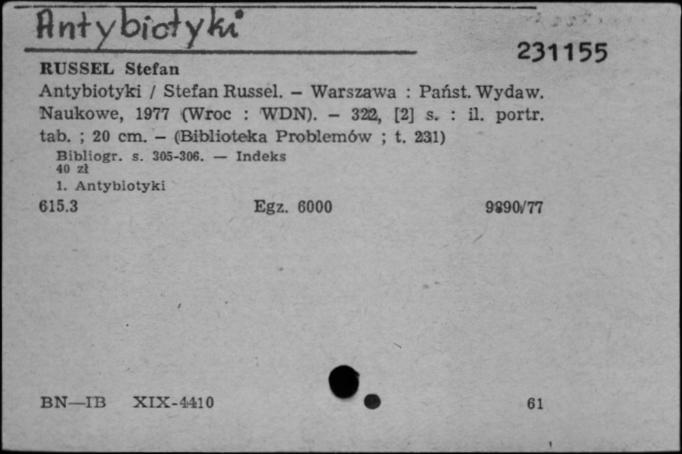 Antybiotyki
231155
RUSSEL Stefan
Antybiotyki / Stefan Russel. — Warszawa : Państ. Wydaw.
Naukowe, 1977 (Wroc : WDN). — 322, [2] s. : il. portr.
tab. ; 20 cm. — (Biblioteka Problemów ; t. 231)
Bibliogr. s. 305-306. — Indeks
40 zł
1. Antybiotyki
615.3 Egz. 6000 9890/77
BN—IB XIX-4410 61